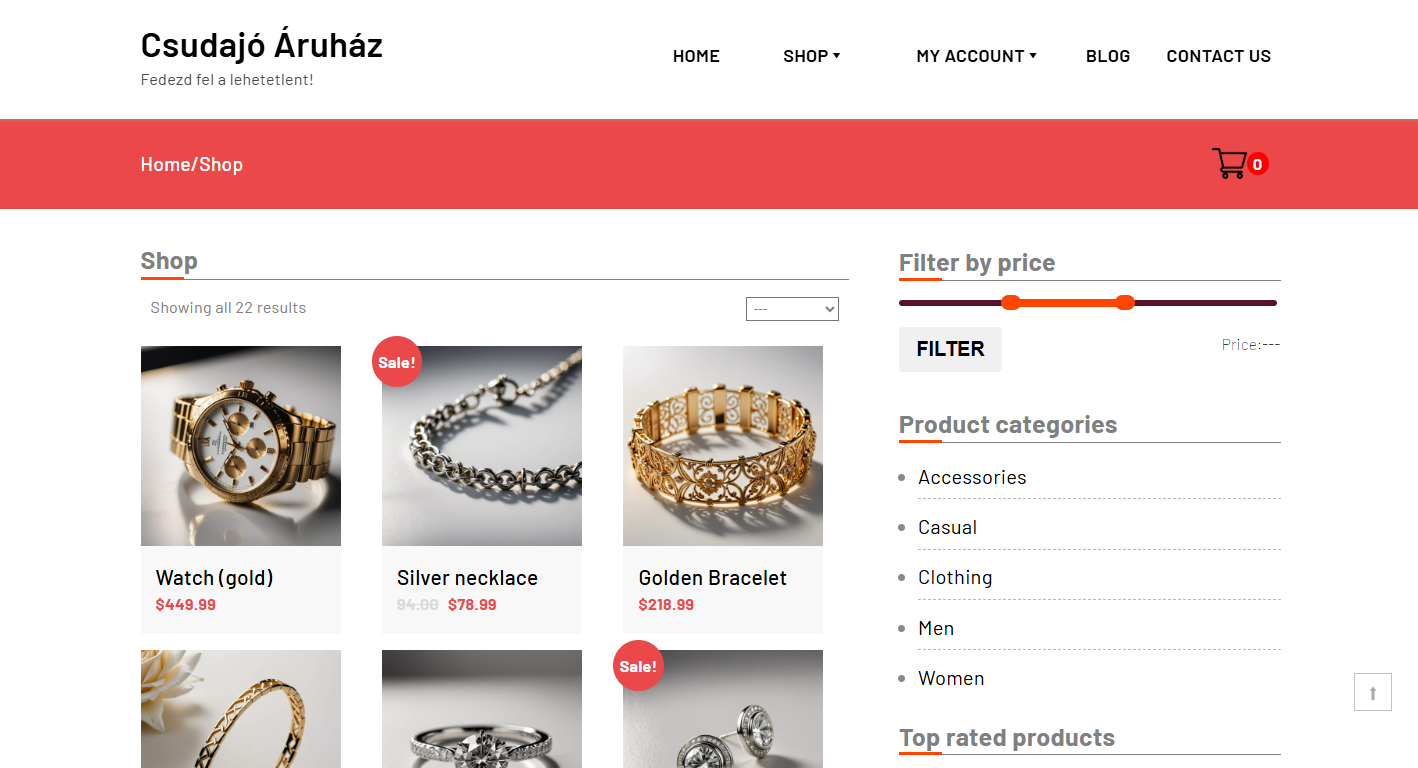 Csudajó Áruház
Fedezd fel a lehetetlent!
HOME SHOP MY ACCOUNT BLOG CONTACT US
Home/Shop
0
Shop
Showing all 22 results
---
Sale!
Watch (gold)
$449.99
Silver necklace
94.00 $78.99
Golden Bracelet
$218.99
Sale!
Filter by price
FILTER
Price:---
Product categories
Accessories
Casual
Clothing
Men
Women
Top rated products